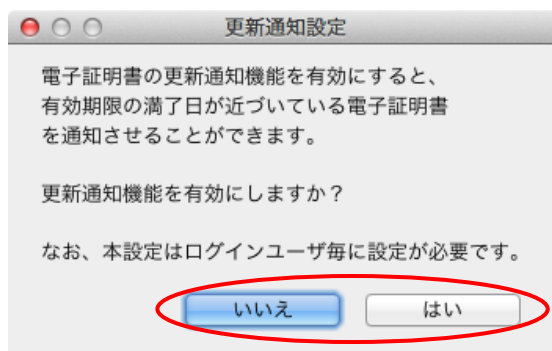 更新通知設定
電子証明書の更新通知機能を有効にすると、
有効期限の満了日が近づいている電子証明書
を通知させることができます。
更新通知機能を有効にしますか？
なお、本設定はログインユーザ毎に設定が必要です。
いいえ はい